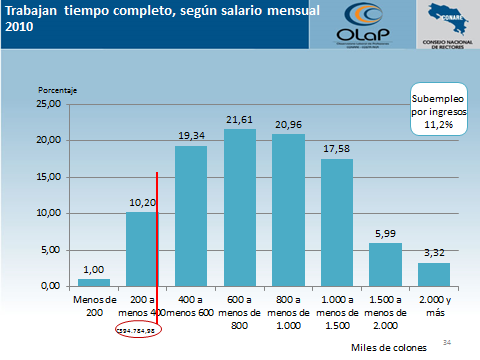 Trabajan tiempo completo, según salario mensual
2010
OLaP
CONARE
CONSEJO NACIONAL
DE RECTORES
Porcentaje
Subempleo
por ingresos
11,2%
25,00
20,00
15,00
10,00
5,00
0,00
1,00
10,20
19,34
21,61
20,96
17,58
5,99
3,32
Menos de
200
200 a
menos 400
400 a
menos 600
600 a
menos de
800
800 a
menos de
1.000
1.000 a
menos de
1.500
1.500 a
menos de
2.000
2.000 y
más
394.784,98
Miles de colones
34